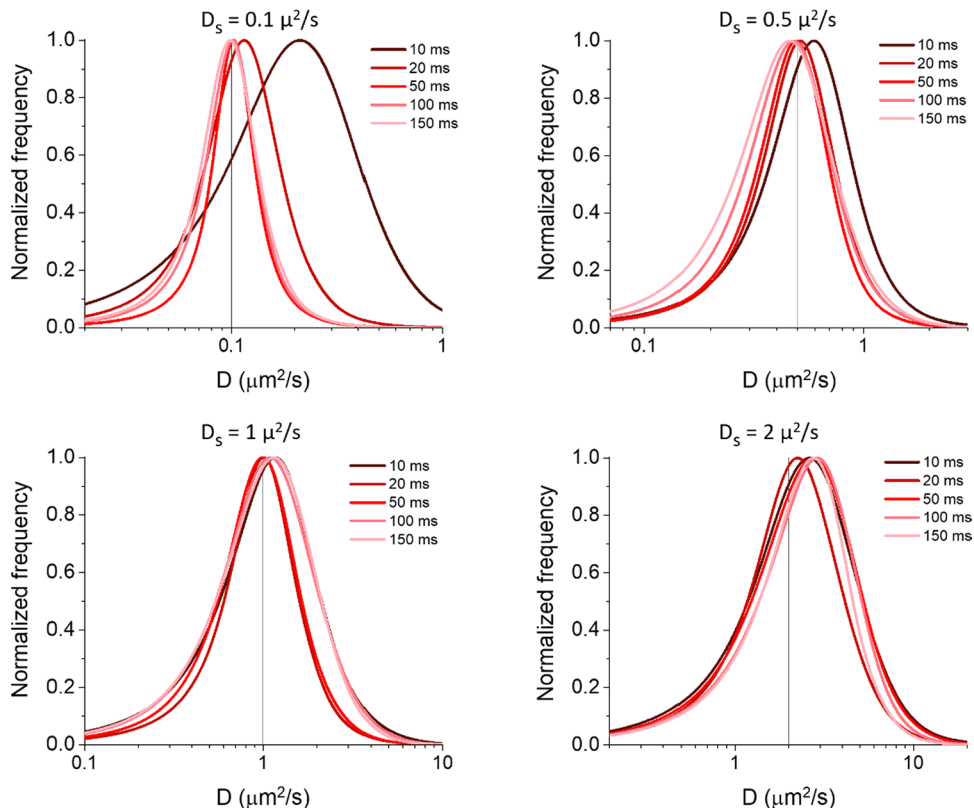 D_s = 0.1 μ²/s
Normalized frequency
1.0
0.8
0.6
0.4
0.2
0.0
10 ms
20 ms
50 ms
100 ms
150 ms
0.1
1
D (μm²/s)
D_s = 0.5 μ²/s
Normalized frequency
1.0
0.8
0.6
0.4
0.2
0.0
10 ms
20 ms
50 ms
100 ms
150 ms
0.1
1
D (μm²/s)
D_s = 1 μ²/s
Normalized frequency
1.0
0.8
0.6
0.4
0.2
0.0
10 ms
20 ms
50 ms
100 ms
150 ms
0.1
1
10
D (μm²/s)
D_s = 2 μ²/s
Normalized frequency
1.0
0.8
0.6
0.4
0.2
0.0
10 ms
20 ms
50 ms
100 ms
150 ms
1
10
D (μm²/s)